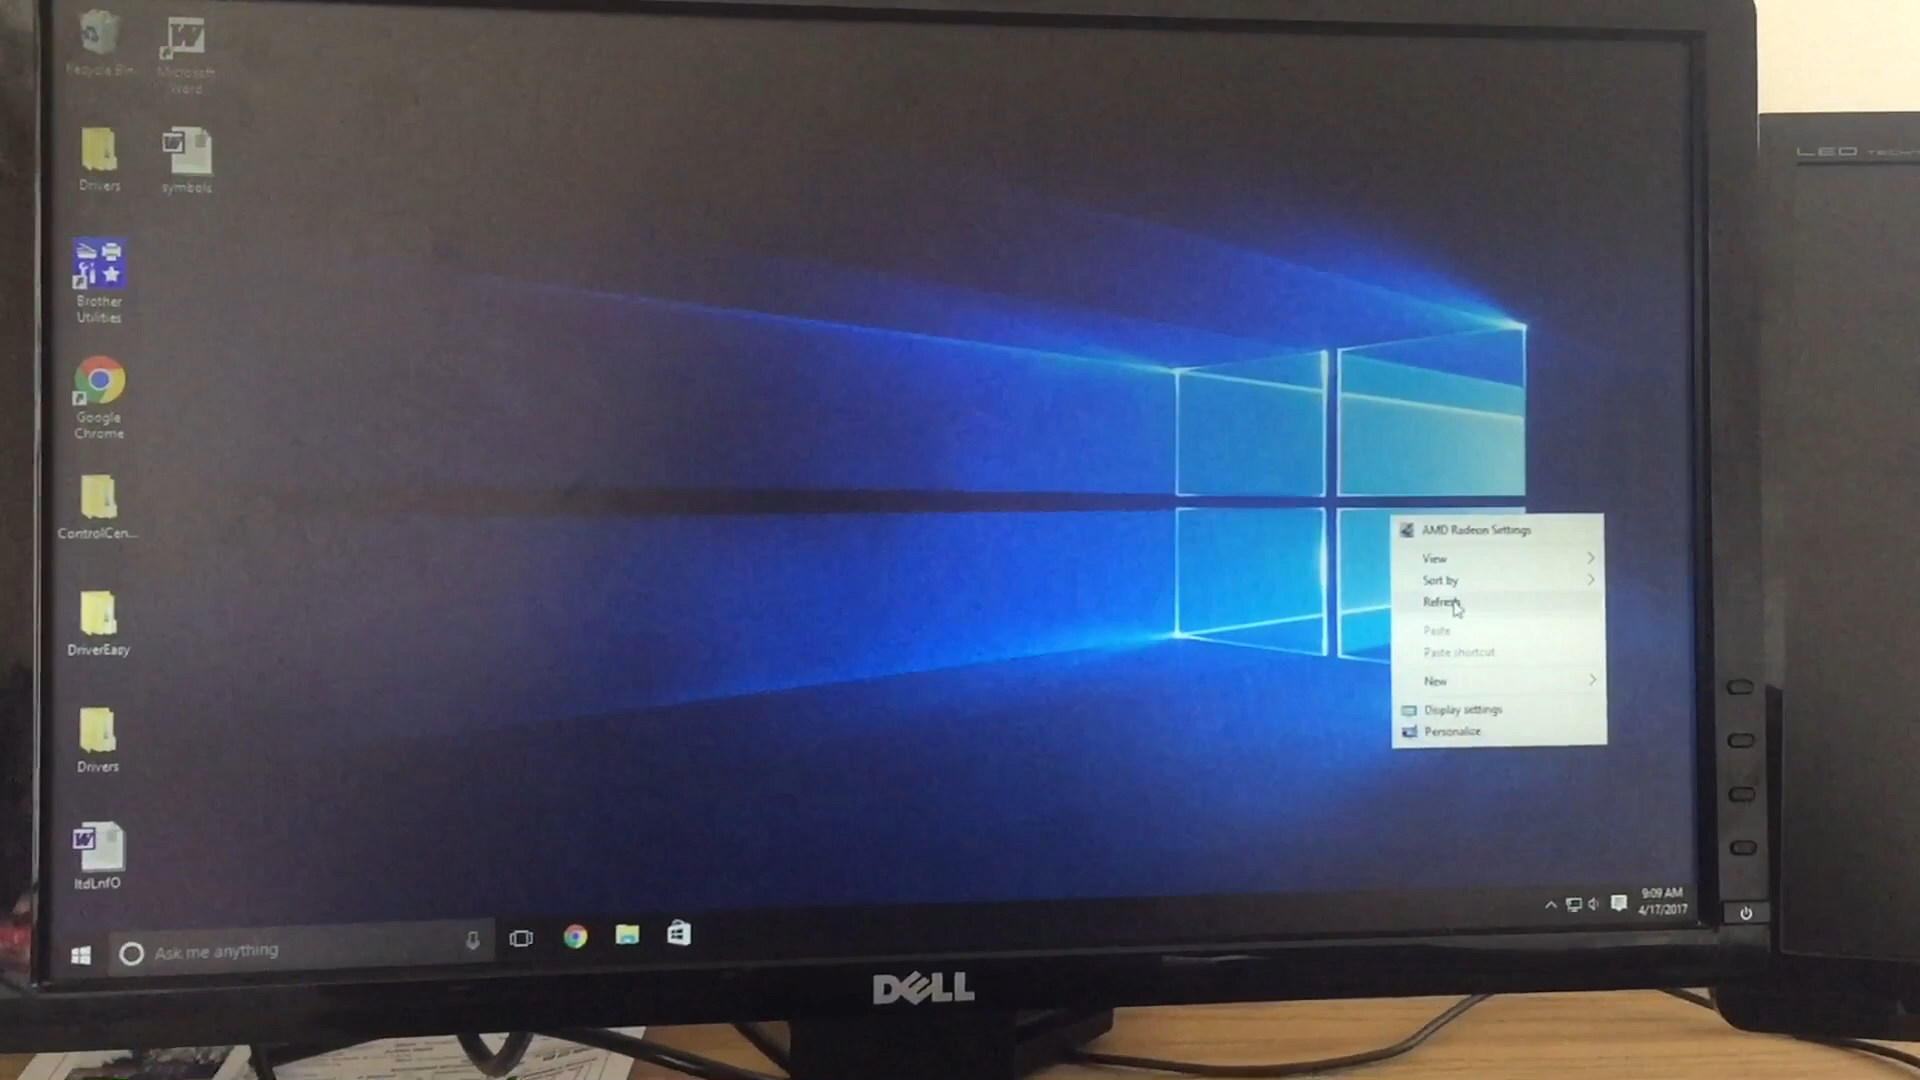 Recycle Bin
Microsoft
Word
Drivers
symbols
Brother
Utilities
Google
Chrome
ControlCen...
DriverEasy
Drivers
ltdLnfO
AMD Radeon Settings
View
Sort by
Refresh
Paste
Paste shortcut
New
Display settings
Personalize
Ask me anything
9:09 AM
4/17/2017
DELL
LED